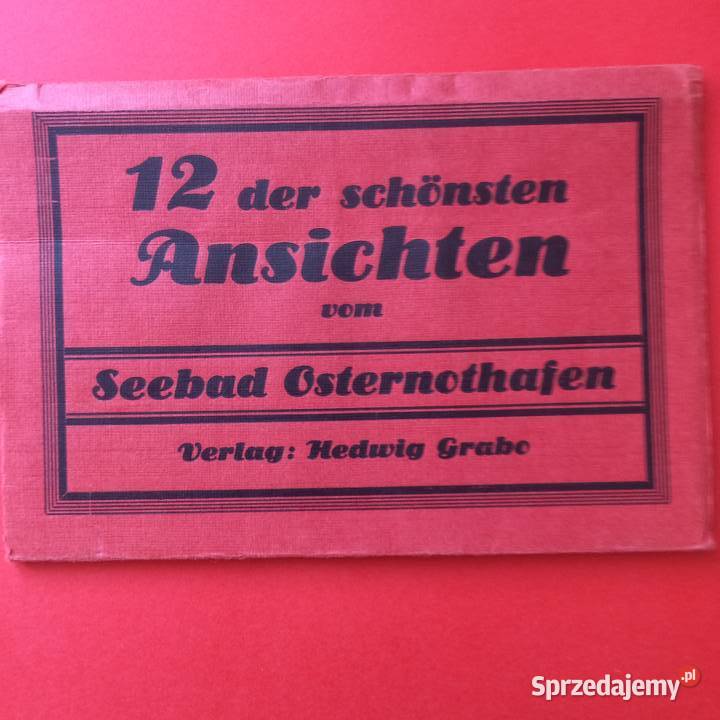 12 der schönsten
Ansichten
vom
Seebad Osternothafen
Verlag: Hedwig Grabo
Sprzedajemy.pl